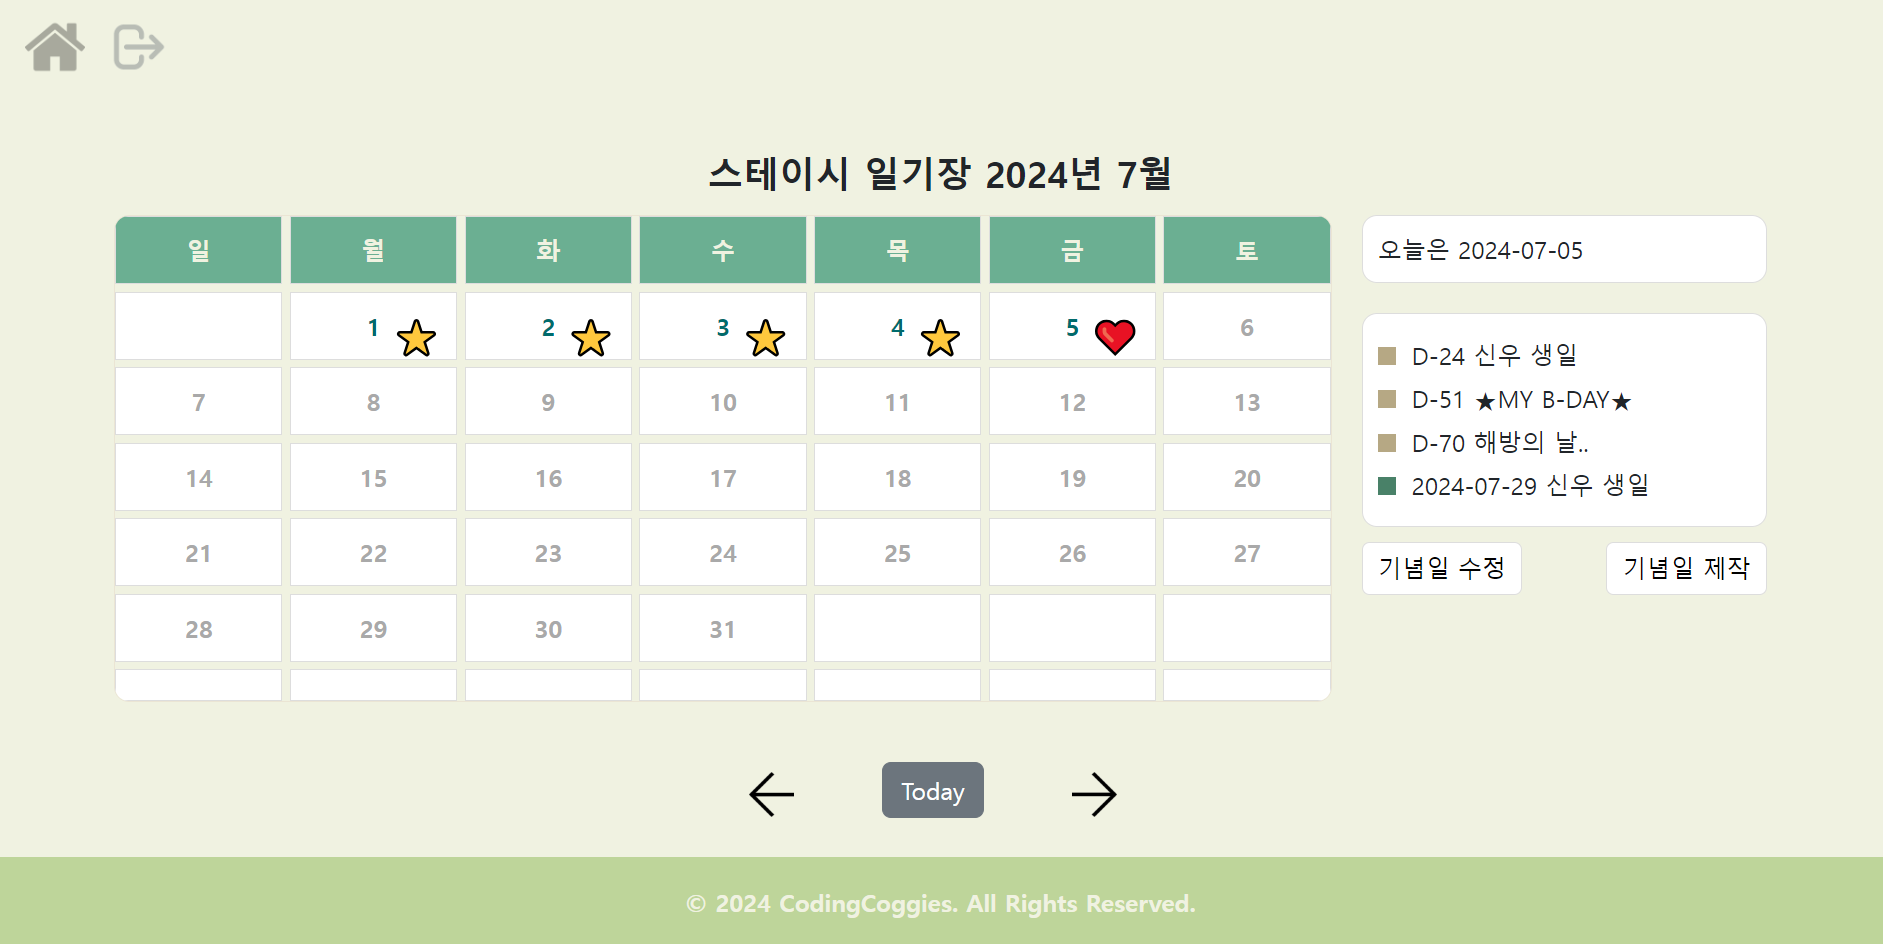 스테이시 일기장 2024년 7월
일 월 화 수 목 금 토
1 2 3 4 5 6
7 8 9 10 11 12 13
14 15 16 17 18 19 20
21 22 23 24 25 26 27
28 29 30 31
오늘은 2024-07-05
D-24 신우 생일
D-51 ★MY B-DAY★
D-70 해방의 날..
2024-07-29 신우 생일
기념일 수정 기념일 제작
Today
© 2024 CodingCoggies. All Rights Reserved.